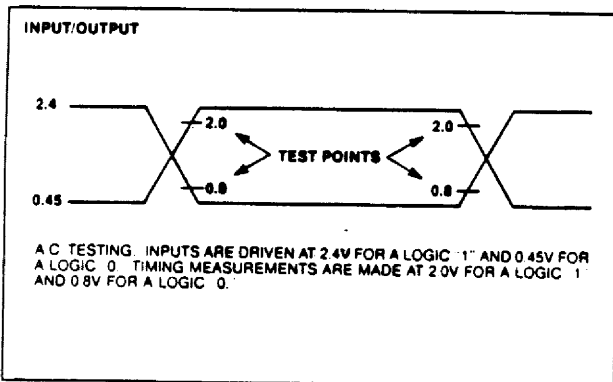 INPUT/OUTPUT
2.4
2.0
2.0
TEST POINTS
0.8
0.8
0.45
A C TESTING. INPUTS ARE DRIVEN AT 2.4V FOR A LOGIC "1" AND 0.45V FOR
A LOGIC 0. TIMING MEASUREMENTS ARE MADE AT 2.0V FOR A LOGIC 1
AND 0.8V FOR A LOGIC 0.